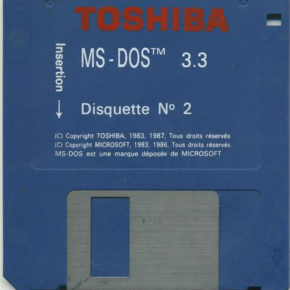 TOSHIBA
MS-DOS™ 3.3
Insertion
Disquette Nº 2
(C) Copyright TOSHIBA, 1983, 1987, Tous droits réservés
(C) Copyright MICROSOFT, 1983, 1986, Tous droits réservés
MS-DOS est une marque déposée de MICROSOFT